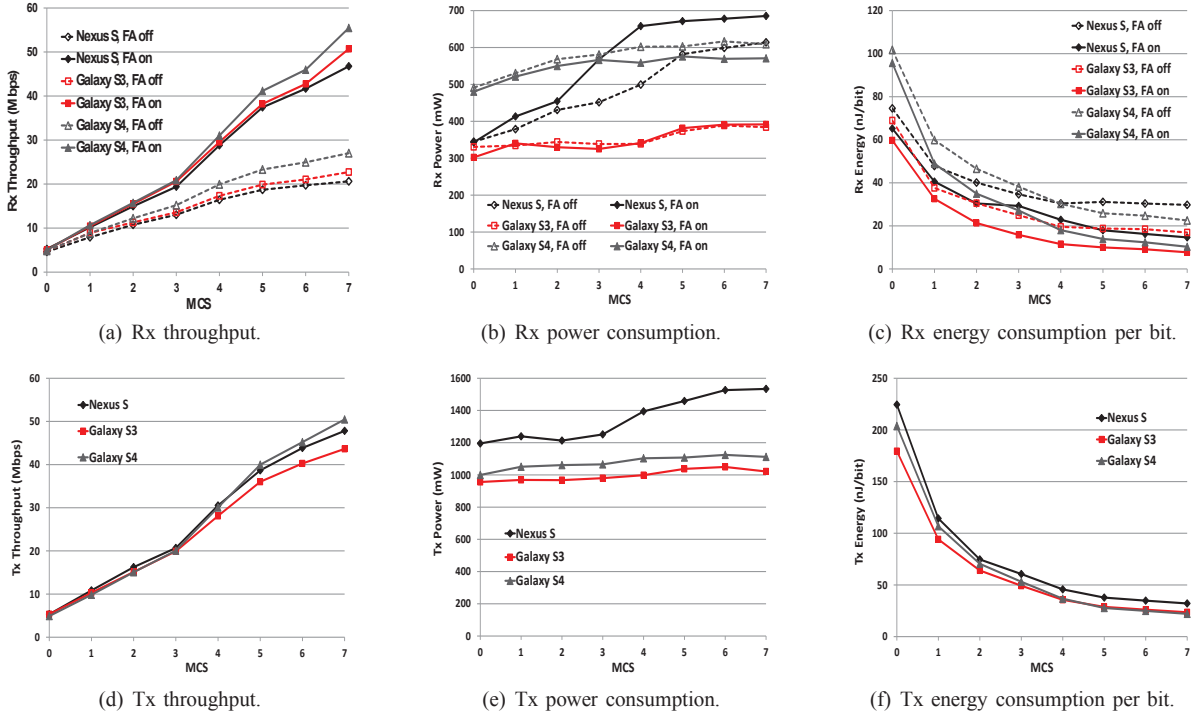 60
50
40
30
20
10
0
Rx Throughput (Mbps)
Nexus S, FA off
Nexus S, FA on
Galaxy S3, FA off
Galaxy S3, FA on
Galaxy S4, FA off
Galaxy S4, FA on
0 1 2 3 4 5 6 7
MCS
(a) Rx throughput.
700
600
500
400
300
200
100
0
Rx Power (mW)
Nexus S, FA off
Nexus S, FA on
Galaxy S3, FA off
Galaxy S3, FA on
Galaxy S4, FA off
Galaxy S4, FA on
0 1 2 3 4 5 6 7
MCS
(b) Rx power consumption.
120
100
80
60
40
20
0
Rx Energy (nJ/bit)
Nexus S, FA off
Nexus S, FA on
Galaxy S3, FA off
Galaxy S3, FA on
Galaxy S4, FA off
Galaxy S4, FA on
0 1 2 3 4 5 6 7
MCS
(c) Rx energy consumption per bit.
60
50
40
30
20
10
0
Tx Throughput (Mbps)
Nexus S
Galaxy S3
Galaxy S4
0 1 2 3 4 5 6 7
MCS
(d) Tx throughput.
1600
1400
1200
1000
800
600
400
200
0
Tx Power (mW)
Nexus S
Galaxy S3
Galaxy S4
0 1 2 3 4 5 6 7
MCS
(e) Tx power consumption.
250
200
150
100
50
0
Tx Energy (nJ/bit)
Nexus S
Galaxy S3
Galaxy S4
0 1 2 3 4 5 6 7
MCS
(f) Tx energy consumption per bit.